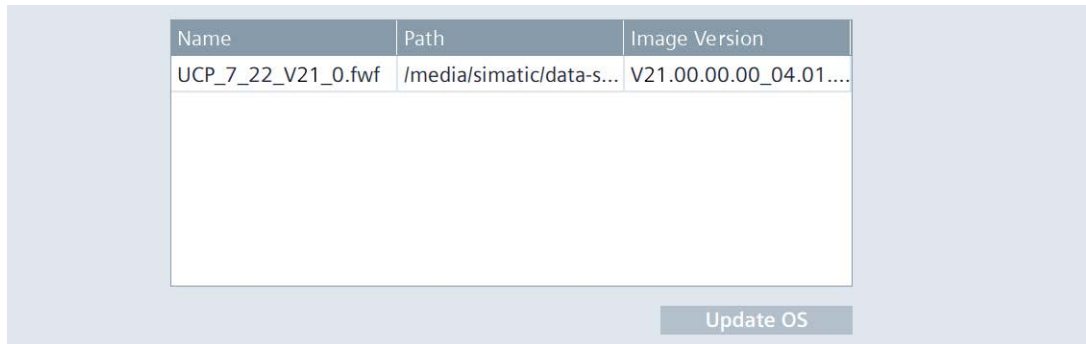 Name Path Image Version
UCP_7_22_V21_0.fwf /media/simatic/data-s... V21.00.00.00_04.01....
Update OS